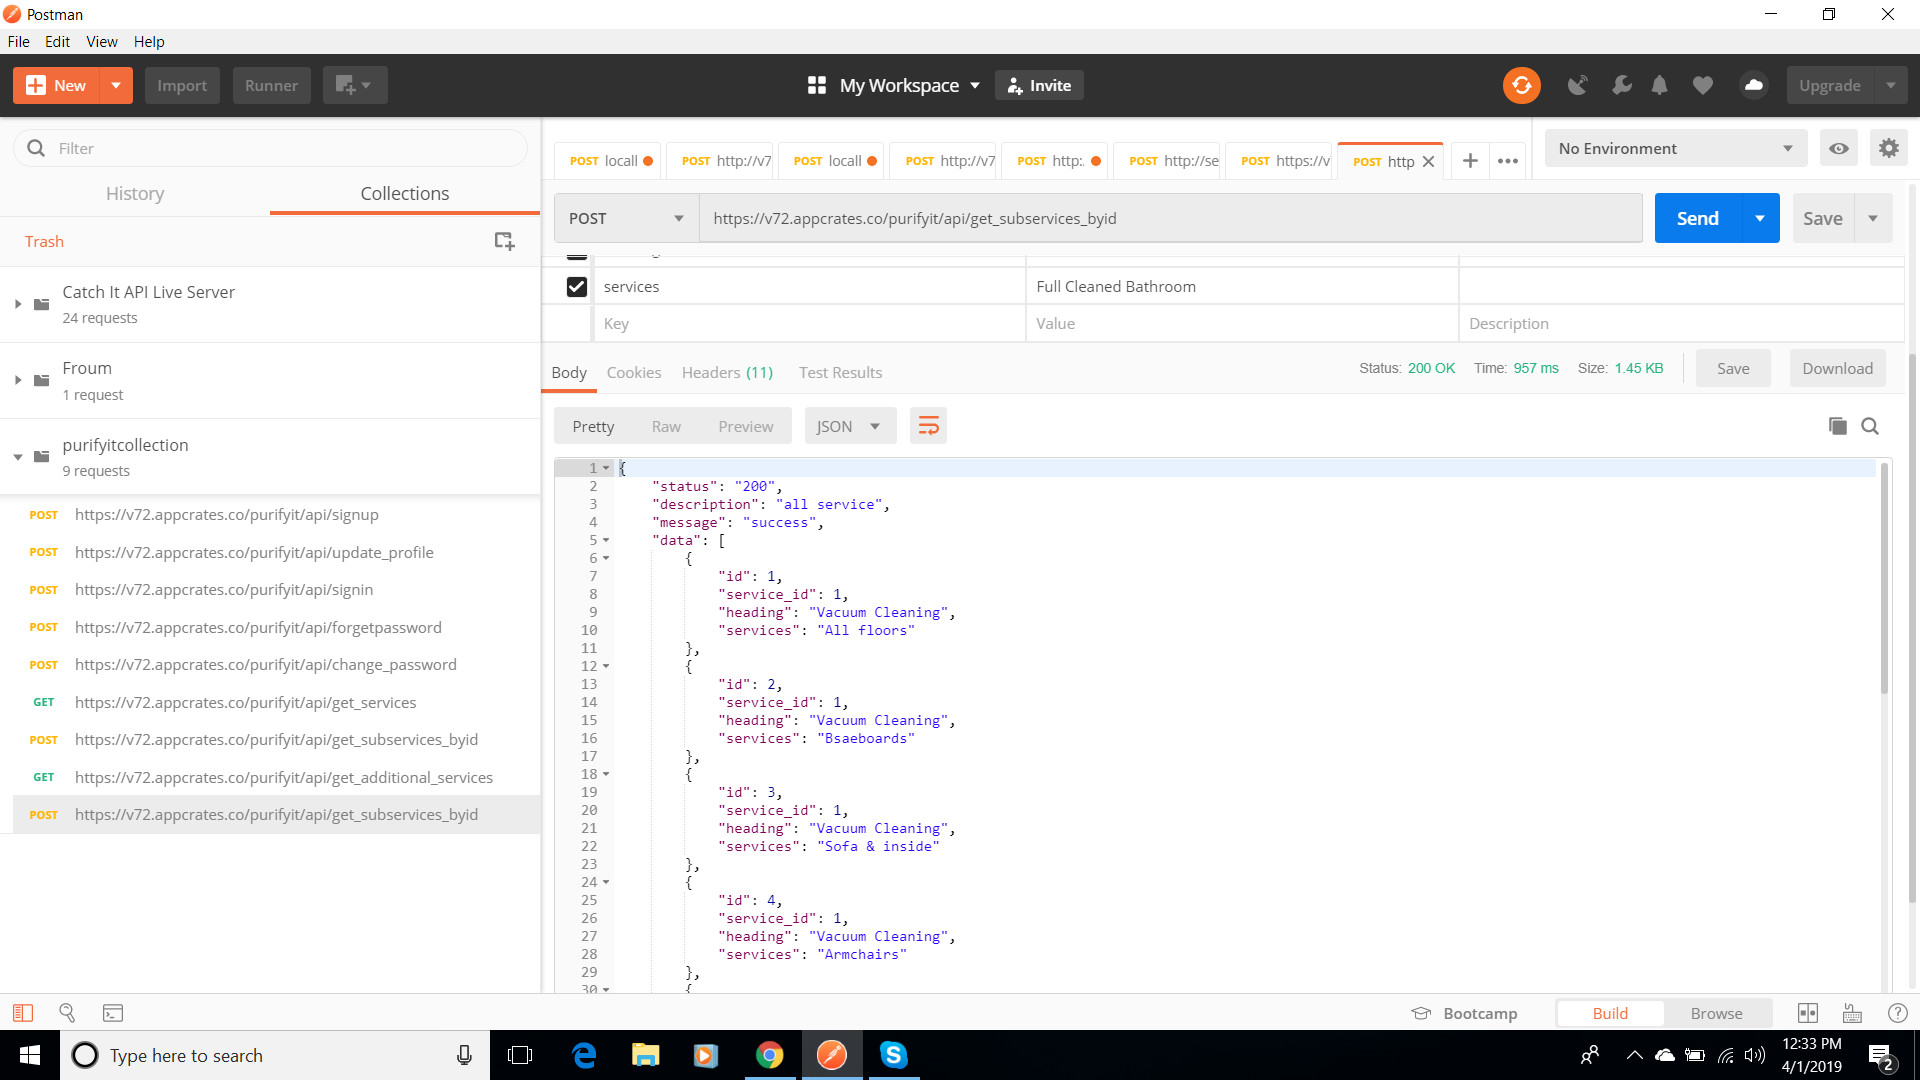 Postman
File Edit View Help
New Import Runner My Workspace Invite Upgrade
Filter
History Collections
Trash
Catch It API Live Server
24 requests
Froum
1 request
purifyitcollection
9 requests
POST https://v72.appcrates.co/purifyit/api/signup
POST https://v72.appcrates.co/purifyit/api/update_profile
POST https://v72.appcrates.co/purifyit/api/signin
POST https://v72.appcrates.co/purifyit/api/forgetpassword
POST https://v72.appcrates.co/purifyit/api/change_password
GET https://v72.appcrates.co/purifyit/api/get_services
POST https://v72.appcrates.co/purifyit/api/get_subservices_byid
GET https://v72.appcrates.co/purifyit/api/get_additional_services
POST https://v72.appcrates.co/purifyit/api/get_subservices_byid
POST locall POST http://v7 POST locall POST http://v7 POST http:. POST http://se POST https://v POST http
No Environment
POST https://v72.appcrates.co/purifyit/api/get_subservices_byid Send Save
services Full Cleaned Bathroom
Key Value Description
Body Cookies Headers (11) Test Results Status: 200 OK Time: 957 ms Size: 1.45 KB Save Download
Pretty Raw Preview JSON
1 {
2 "status": "200",
3 "description": "all service",
4 "message": "success",
5 "data": [
6 {
7 "id": 1,
8 "service_id": 1,
9 "heading": "Vacuum Cleaning",
10 "services": "All floors"
11 },
12 {
13 "id": 2,
14 "service_id": 1,
15 "heading": "Vacuum Cleaning",
16 "services": "Bsaeboards"
17 },
18 {
19 "id": 3,
20 "service_id": 1,
21 "heading": "Vacuum Cleaning",
22 "services": "Sofa & inside"
23 },
24 {
25 "id": 4,
26 "service_id": 1,
27 "heading": "Vacuum Cleaning",
28 "services": "Armchairs"
29 },
30 {
Bootcamp Build Browse
Type here to search
12:33 PM
4/1/2019
2